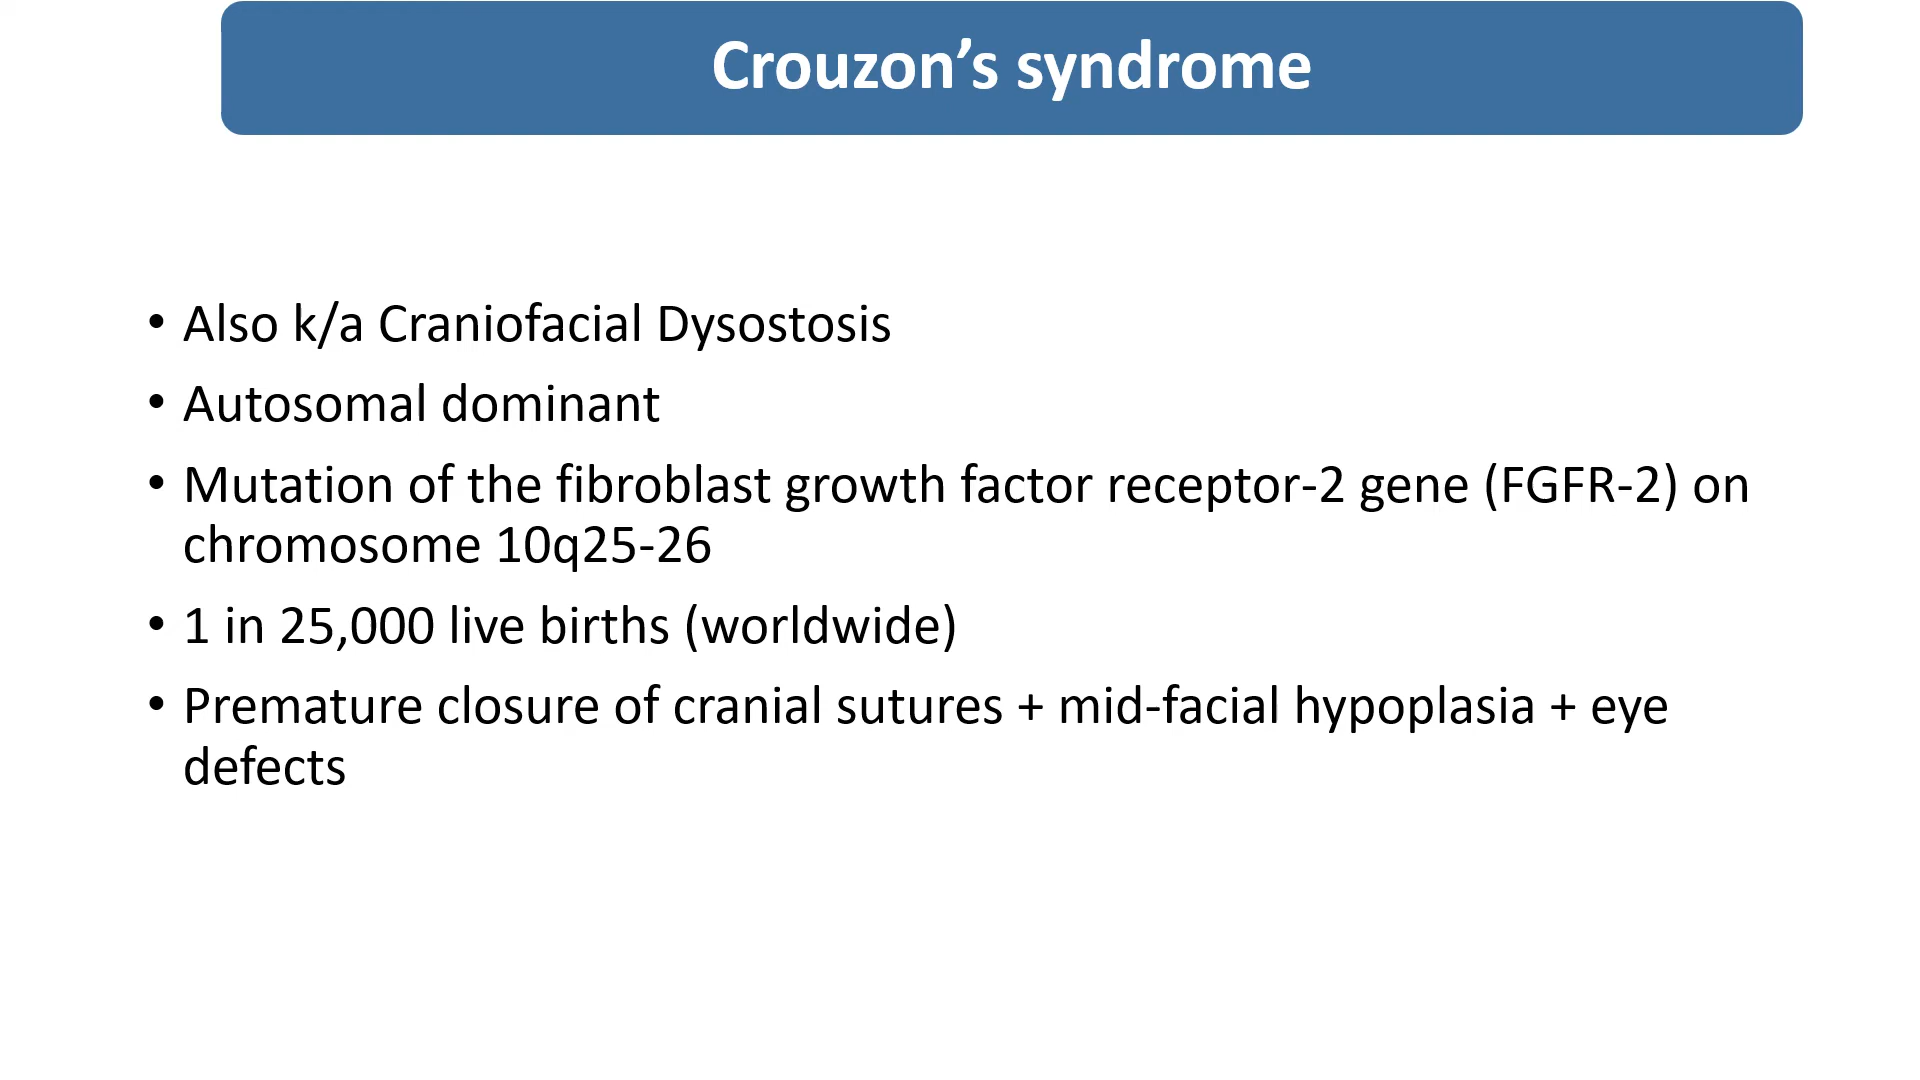 Crouzon’s syndrome
• Also k/a Craniofacial Dysostosis
• Autosomal dominant
• Mutation of the fibroblast growth factor receptor-2 gene (FGFR-2) on
chromosome 10q25-26
• 1 in 25,000 live births (worldwide)
• Premature closure of cranial sutures + mid-facial hypoplasia + eye
defects